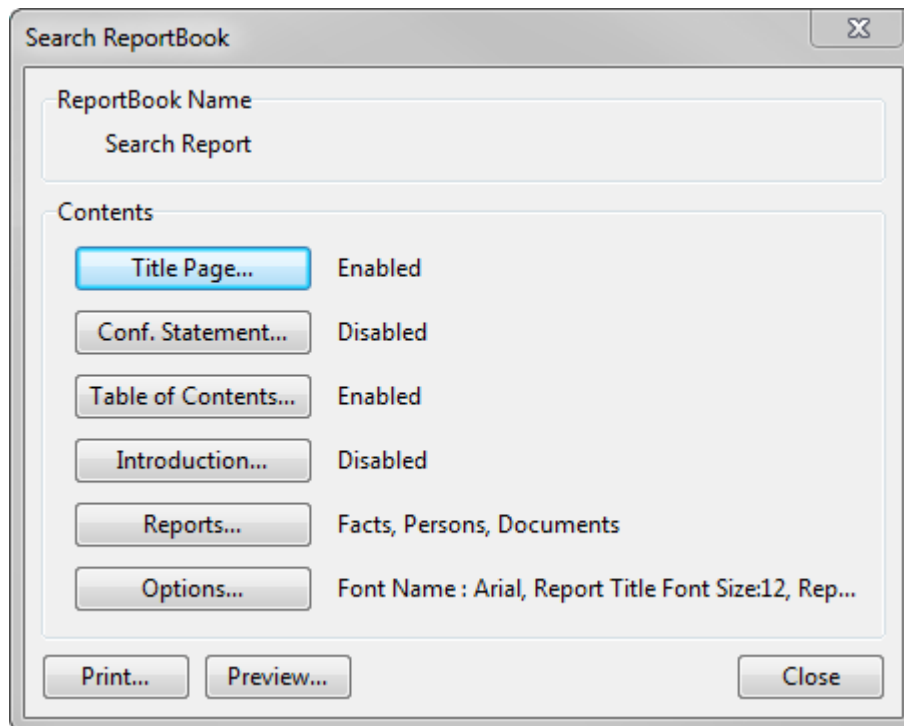 Search ReportBook
ReportBook Name
Search Report
Contents
Title Page... Enabled
Conf. Statement... Disabled
Table of Contents... Enabled
Introduction... Disabled
Reports... Facts, Persons, Documents
Options... Font Name : Arial, Report Title Font Size:12, Rep...
Print... Preview... Close